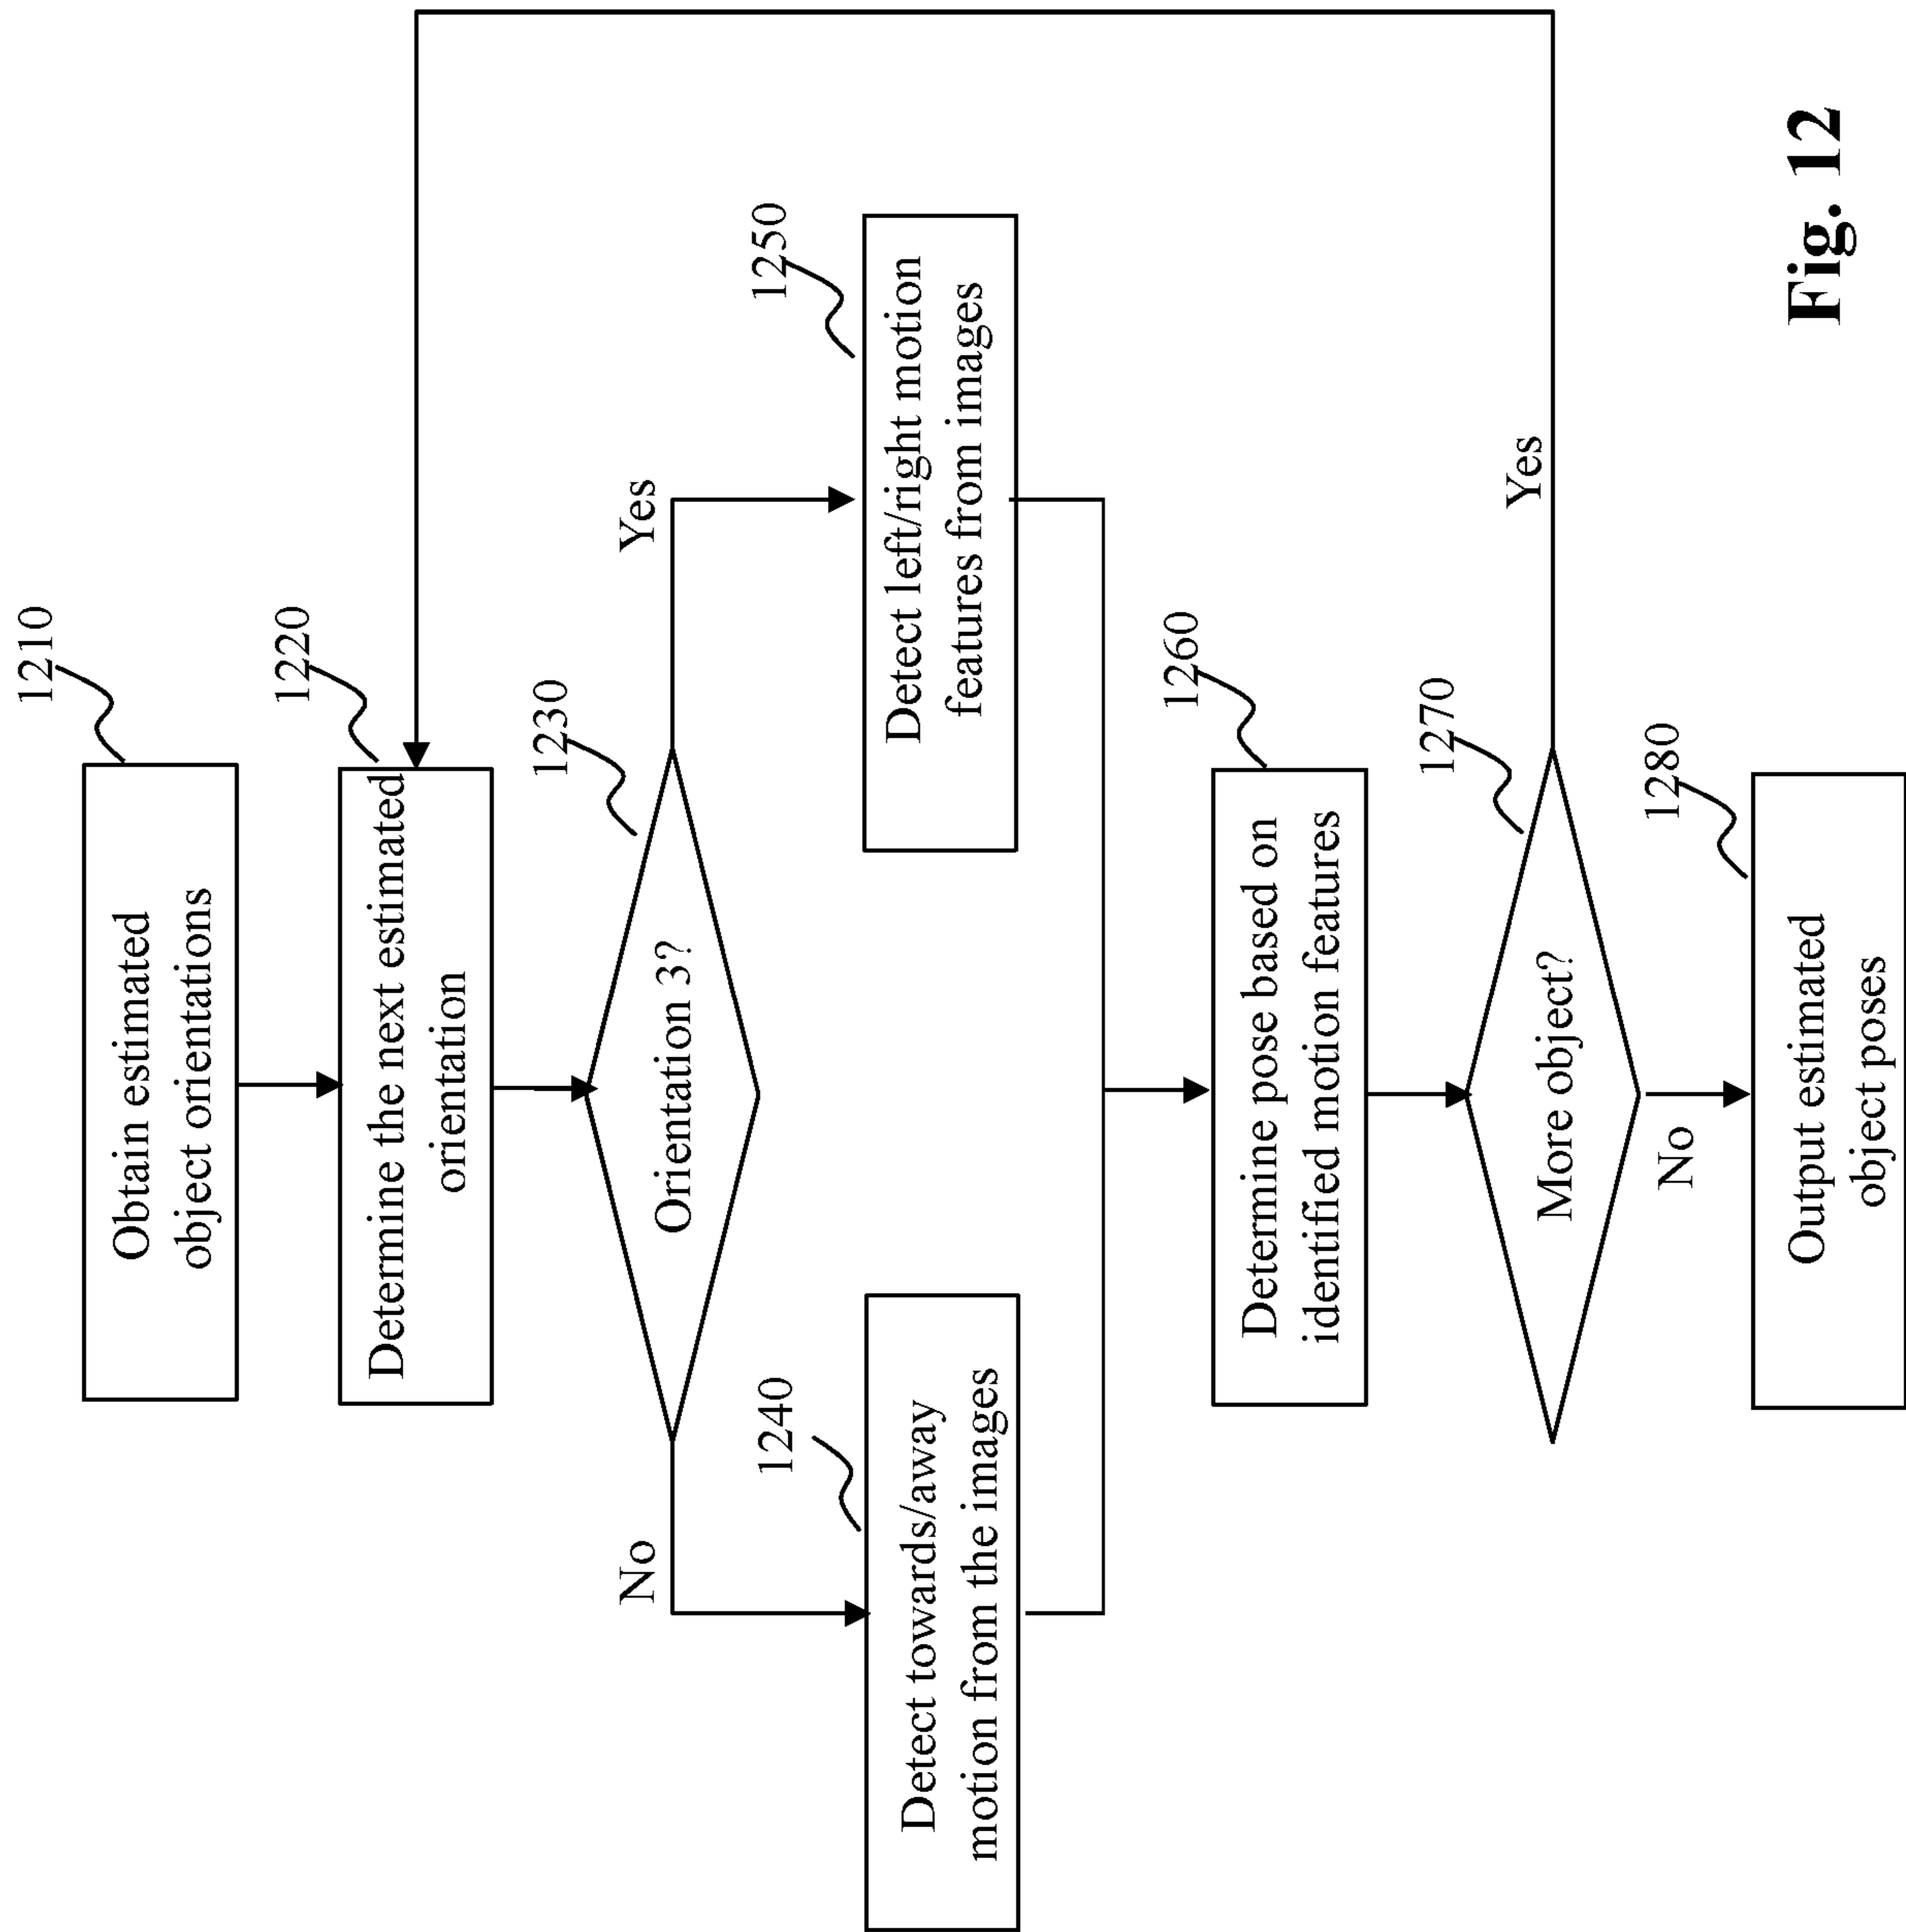 1210
Obtain estimated
object orientations
1220
Determine the next estimated
orientation
1230
Orientation 3?
No
Yes
1240
Detect towards/away
motion from the images
1250
Detect left/right motion
features from images
1260
Determine pose based on
identified motion features
1270
More object?
Yes
No
1280
Output estimated
object poses
Fig. 12